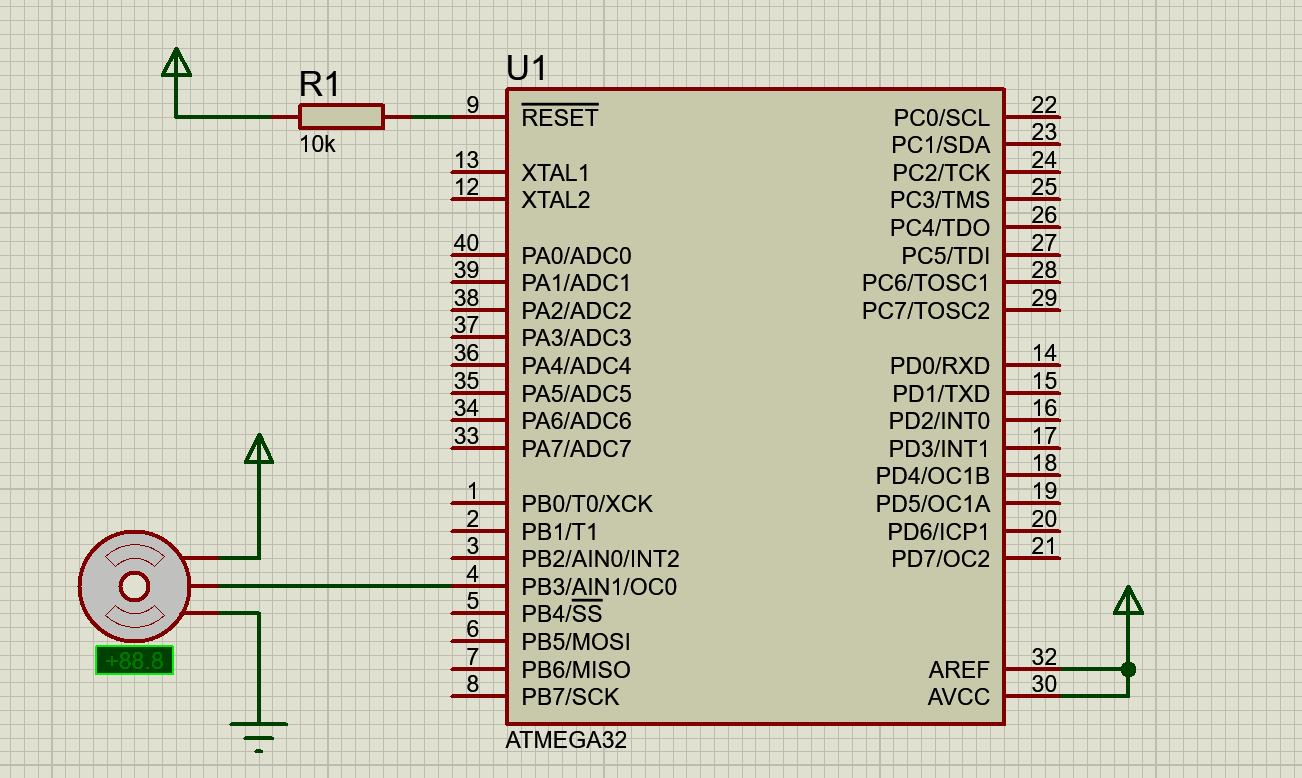 R1
10k
U1
9 RESET
13 XTAL1
12 XTAL2
40 PA0/ADC0
39 PA1/ADC1
38 PA2/ADC2
37 PA3/ADC3
36 PA4/ADC4
35 PA5/ADC5
34 PA6/ADC6
33 PA7/ADC7
1 PB0/T0/XCK
2 PB1/T1
3 PB2/AIN0/INT2
4 PB3/AIN1/OC0
5 PB4/SS
6 PB5/MOSI
7 PB6/MISO
8 PB7/SCK
PC0/SCL 22
PC1/SDA 23
PC2/TCK 24
PC3/TMS 25
PC4/TDO 26
PC5/TDI 27
PC6/TOSC1 28
PC7/TOSC2 29
PD0/RXD 14
PD1/TXD 15
PD2/INT0 16
PD3/INT1 17
PD4/OC1B 18
PD5/OC1A 19
PD6/ICP1 20
PD7/OC2 21
AREF 32
AVCC 30
ATMEGA32
+88.8